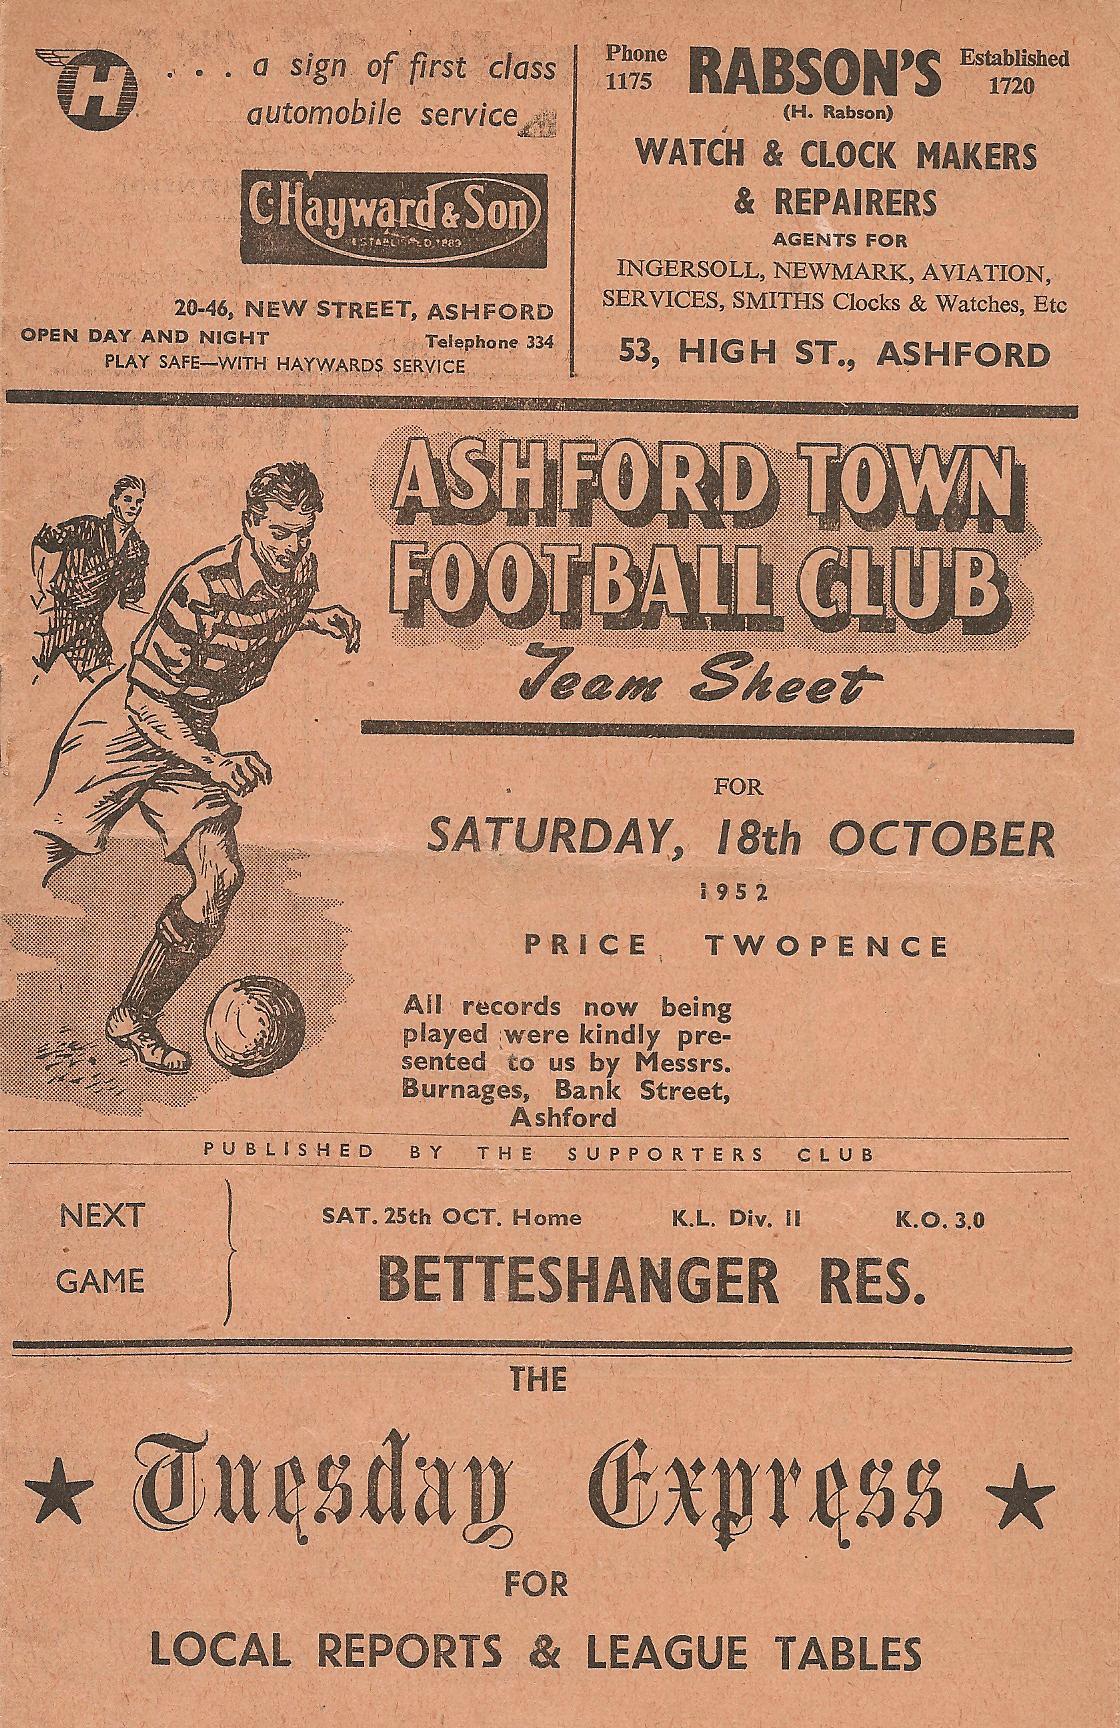 H
. . . a sign of first class
automobile service
C. Hayward & Son
ESTABLISHED 1889
20-46, NEW STREET, ASHFORD
OPEN DAY AND NIGHT Telephone 334
PLAY SAFE—WITH HAYWARDS SERVICE
Phone 1175 RABSON'S Established 1720
(H. Rabson)
WATCH & CLOCK MAKERS
& REPAIRERS
AGENTS FOR
INGERSOLL, NEWMARK, AVIATION,
SERVICES, SMITHS Clocks & Watches, Etc
53, HIGH ST., ASHFORD
ASHFORD TOWN
FOOTBALL CLUB
Team Sheet
FOR
SATURDAY, 18th OCTOBER
1952
PRICE TWOPENCE
All records now being
played were kindly pre-
sented to us by Messrs.
Burnages, Bank Street,
Ashford
PUBLISHED BY THE SUPPORTERS CLUB
NEXT GAME
SAT. 25th OCT. Home K.L. Div. II K.O. 3.0
BETTESHANGER RES.
THE
Tuesday Express
FOR
LOCAL REPORTS & LEAGUE TABLES